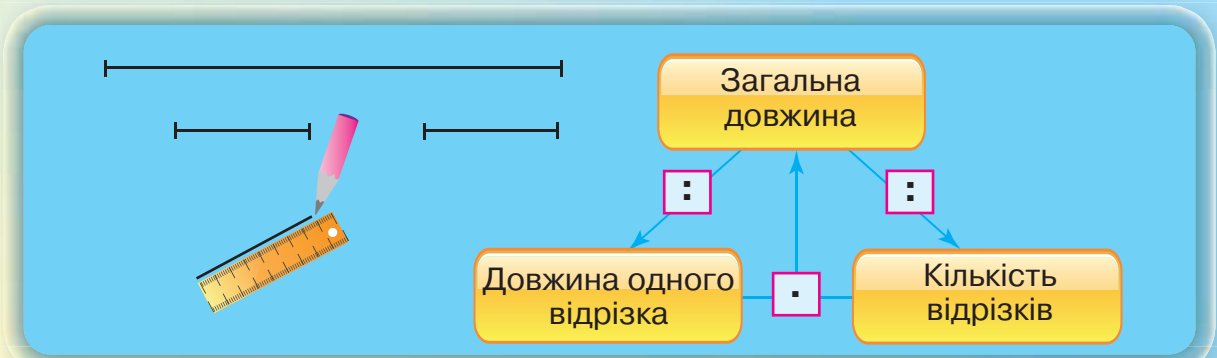 Загальна
довжина
:
:
Довжина одного
відрізка
·
Кількість
відрізків